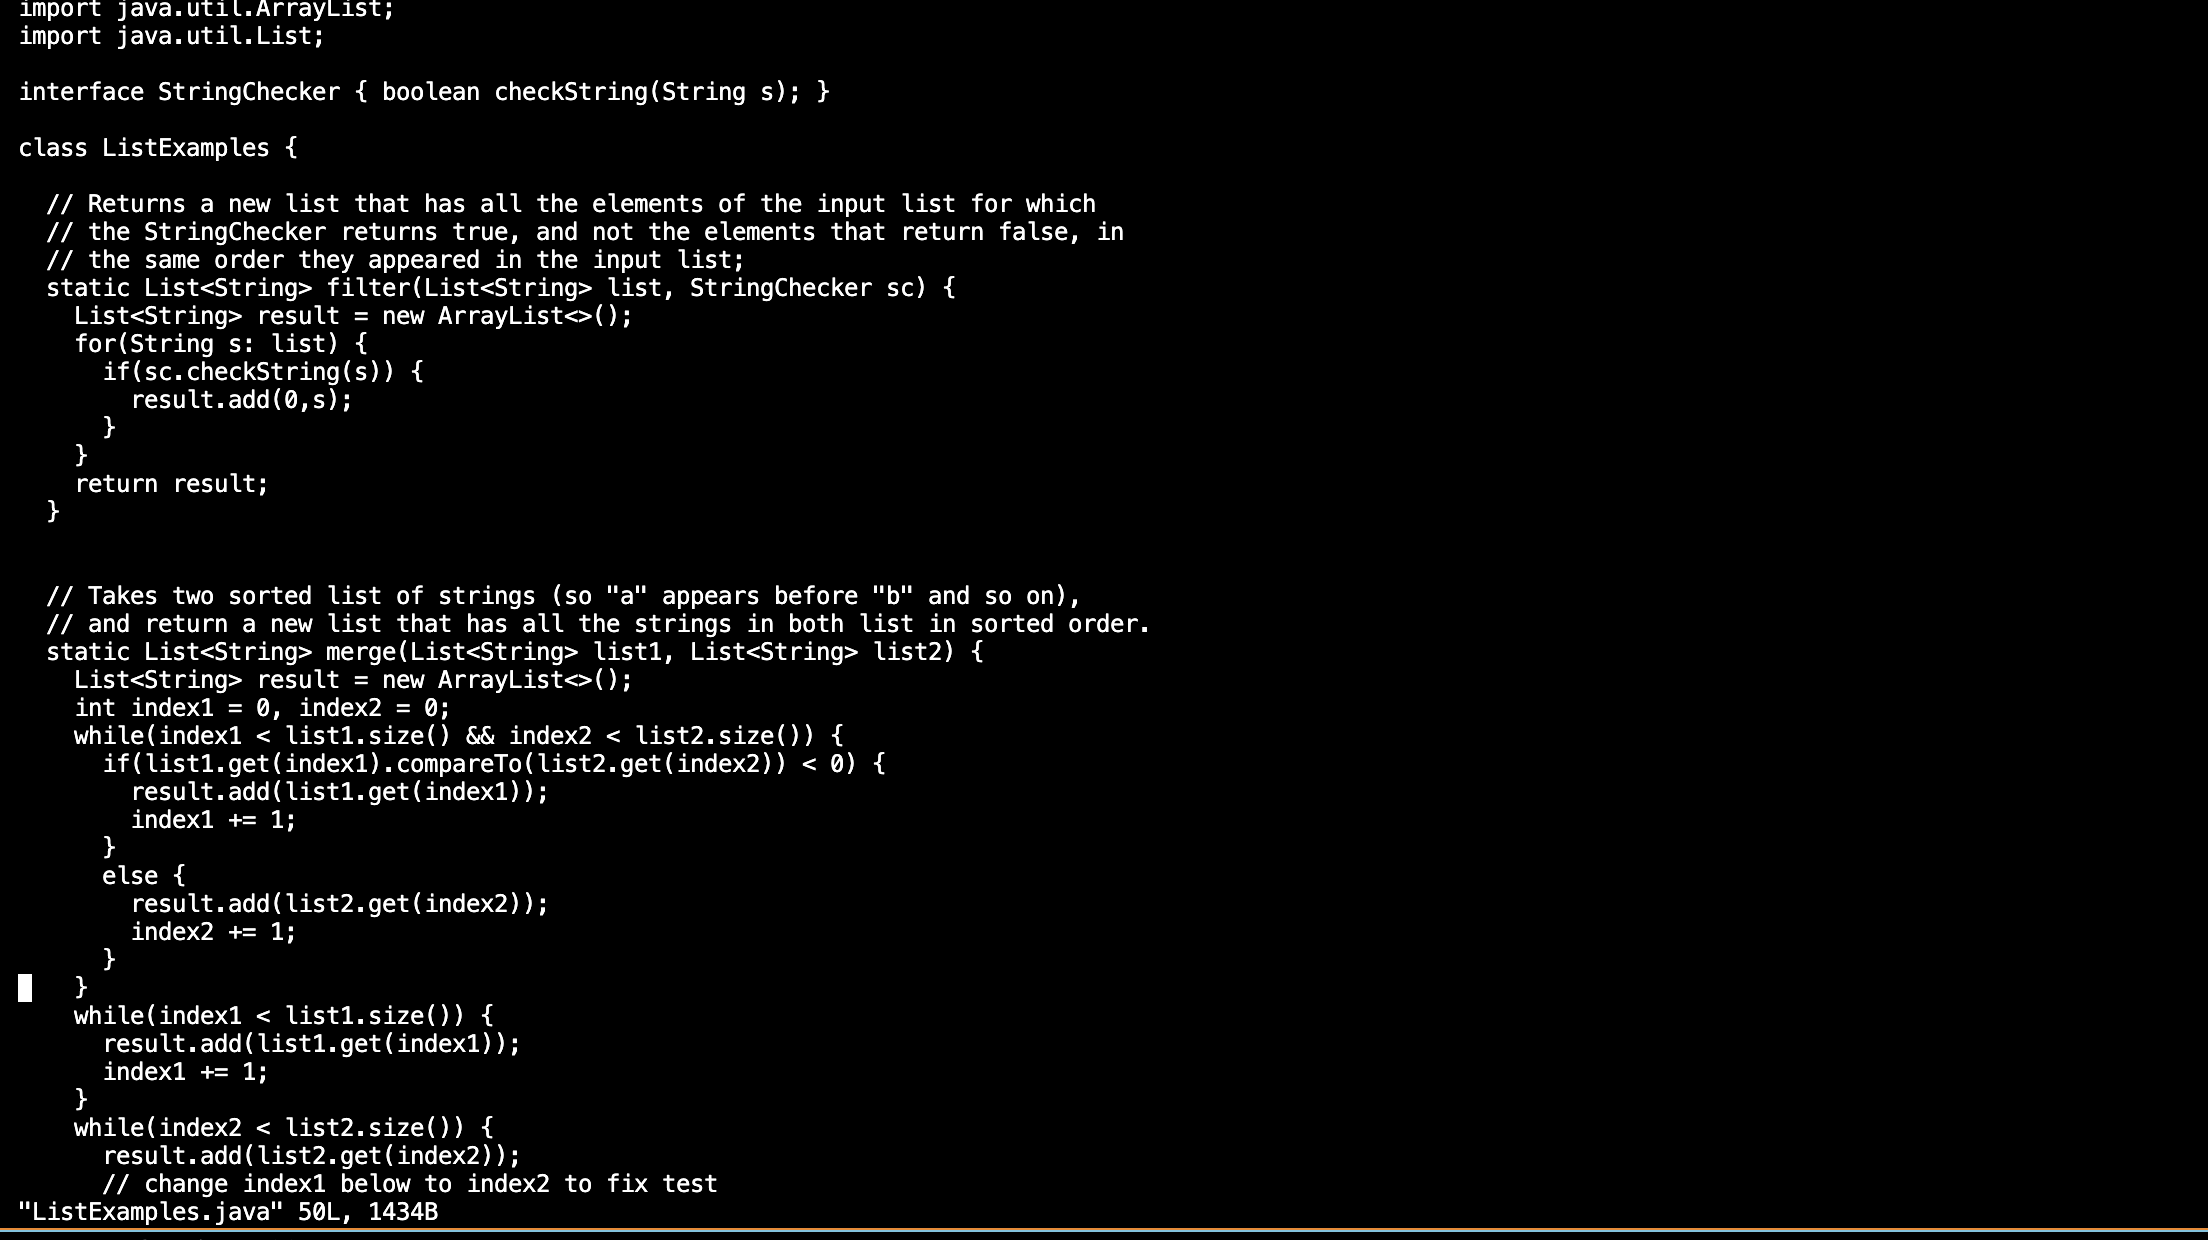 import java.util.ArrayList;
import java.util.List;

interface StringChecker { boolean checkString(String s); }

class ListExamples {

  // Returns a new list that has all the elements of the input list for which
  // the StringChecker returns true, and not the elements that return false, in
  // the same order they appeared in the input list;
  static List<String> filter(List<String> list, StringChecker sc) {
    List<String> result = new ArrayList<>();
    for(String s: list) {
      if(sc.checkString(s)) {
        result.add(0,s);
      }
    }
    return result;
  }


  // Takes two sorted list of strings (so "a" appears before "b" and so on),
  // and return a new list that has all the strings in both list in sorted order.
  static List<String> merge(List<String> list1, List<String> list2) {
    List<String> result = new ArrayList<>();
    int index1 = 0, index2 = 0;
    while(index1 < list1.size() && index2 < list2.size()) {
      if(list1.get(index1).compareTo(list2.get(index2)) < 0) {
        result.add(list1.get(index1));
        index1 += 1;
      }
      else {
        result.add(list2.get(index2));
        index2 += 1;
      }
    }
    while(index1 < list1.size()) {
      result.add(list1.get(index1));
      index1 += 1;
    }
    while(index2 < list2.size()) {
      result.add(list2.get(index2));
      // change index1 below to index2 to fix test
"ListExamples.java" 50L, 1434B